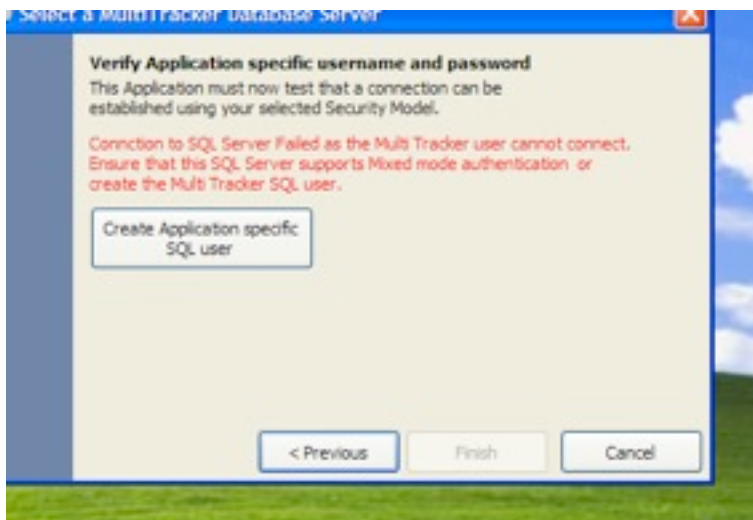 Select a MultiTracker Database Server
Verify Application specific username and password
This Application must now test that a connection can be
established using your selected Security Model.
Connction to SQL Server Failed as the Multi Tracker user cannot connect.
Ensure that this SQL Server supports Mixed mode authentication or
create the Multi Tracker SQL user.
Create Application specific
SQL user
< Previous
Finish
Cancel